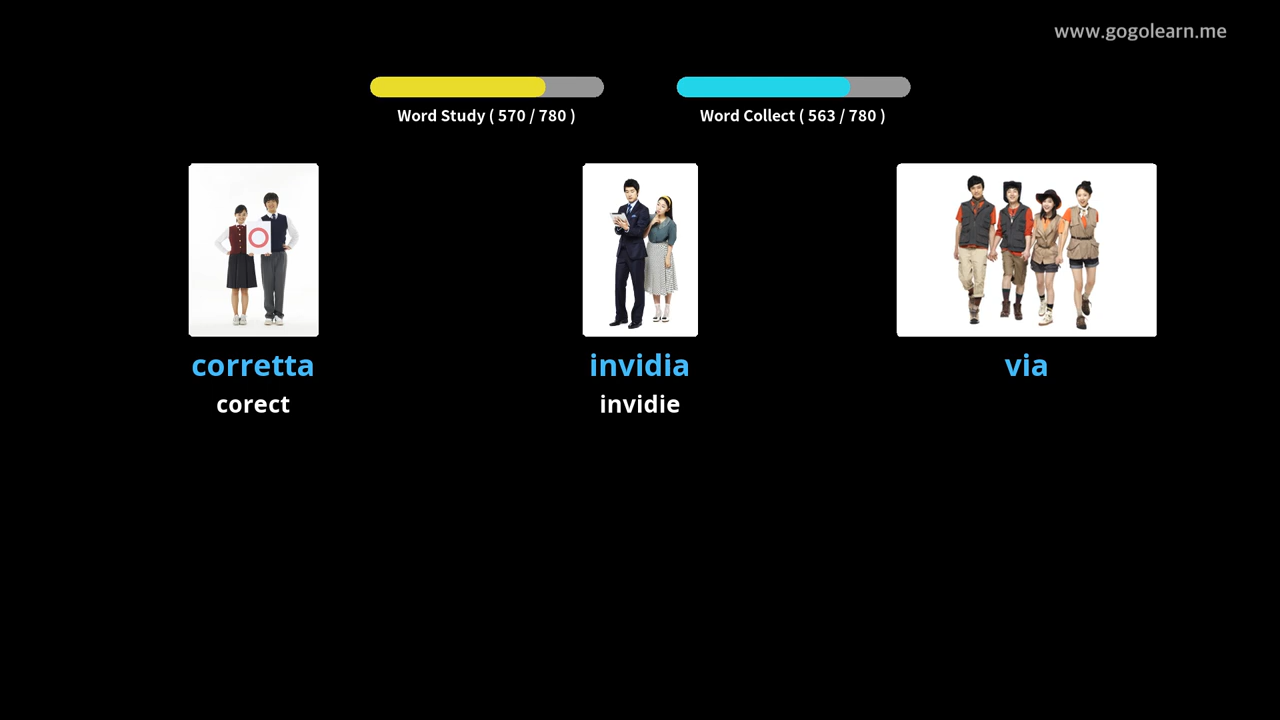 www.gogolearn.me
Word Study ( 570 / 780 )
Word Collect ( 563 / 780 )
corretta
corect
invidia
invidie
via